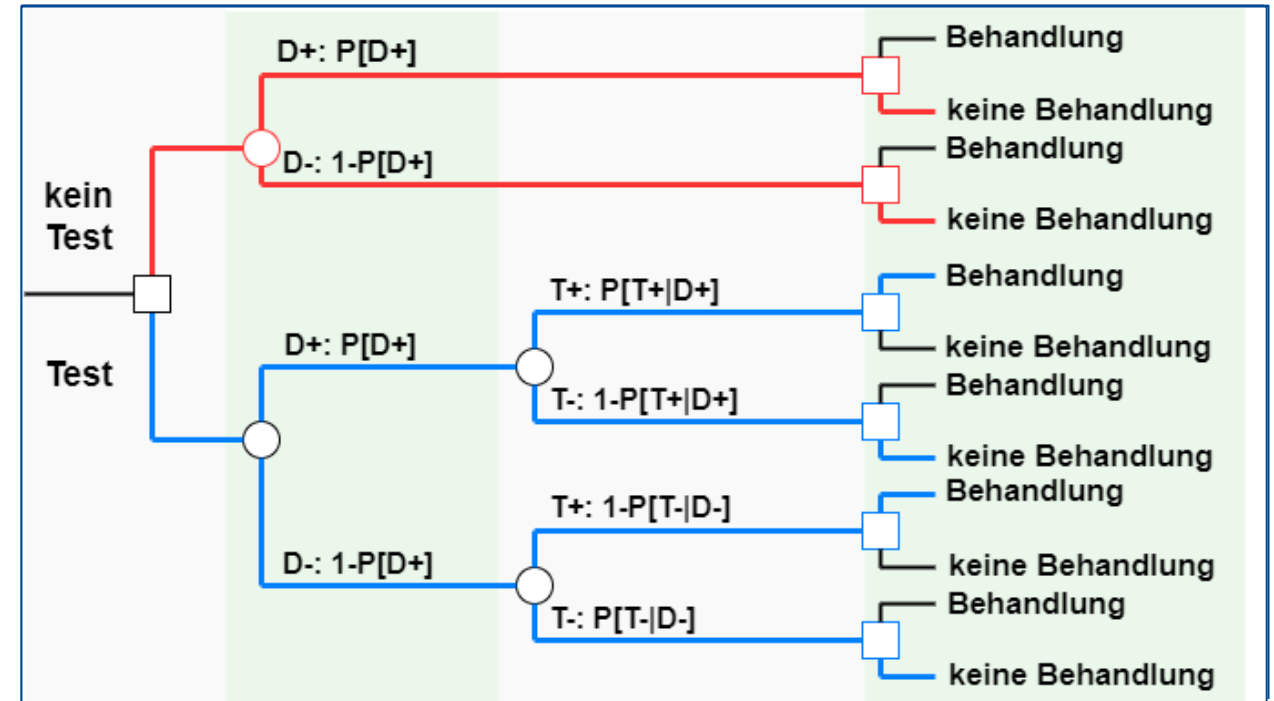 D+: P[D+]
Behandlung
keine Behandlung
D-: 1-P[D+]
Behandlung
keine Behandlung
kein
Test
Test
D+: P[D+]
T+: P[T+|D+]
Behandlung
keine Behandlung
T-: 1-P[T+|D+]
Behandlung
keine Behandlung
D-: 1-P[D+]
T+: 1-P[T-|D-]
Behandlung
keine Behandlung
T-: P[T-|D-]
Behandlung
keine Behandlung